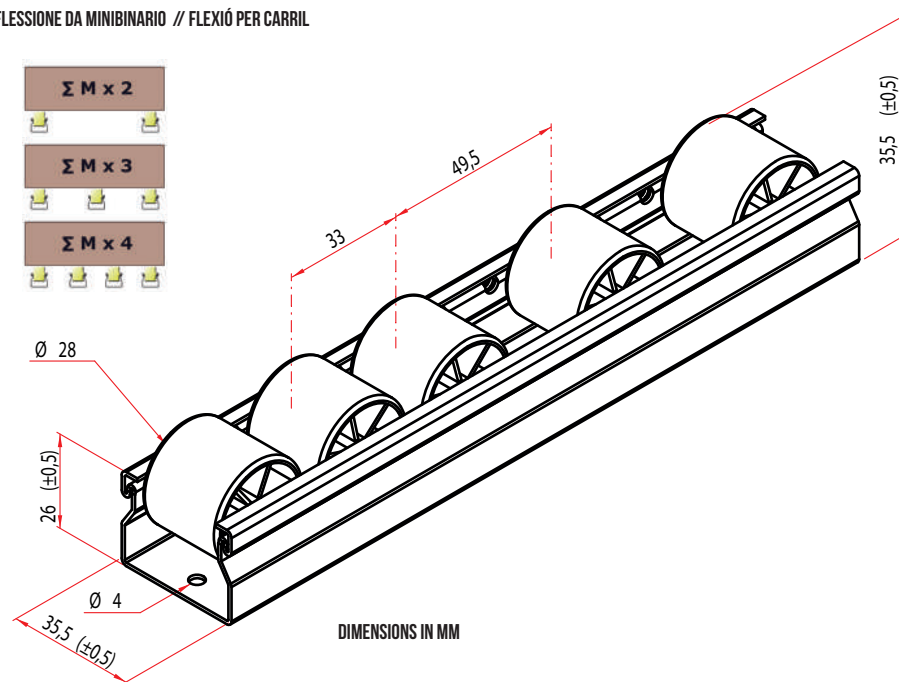 FLESSIONE DA MINIBINARIO // FLEXIÓ PER CARRIL
Σ M x 2
Σ M x 3
Σ M x 4
49,5
33
35,5 (±0,5)
Ø 28
26 (±0,5)
Ø 4
35,5 (±0,5)
DIMENSIONS IN MM